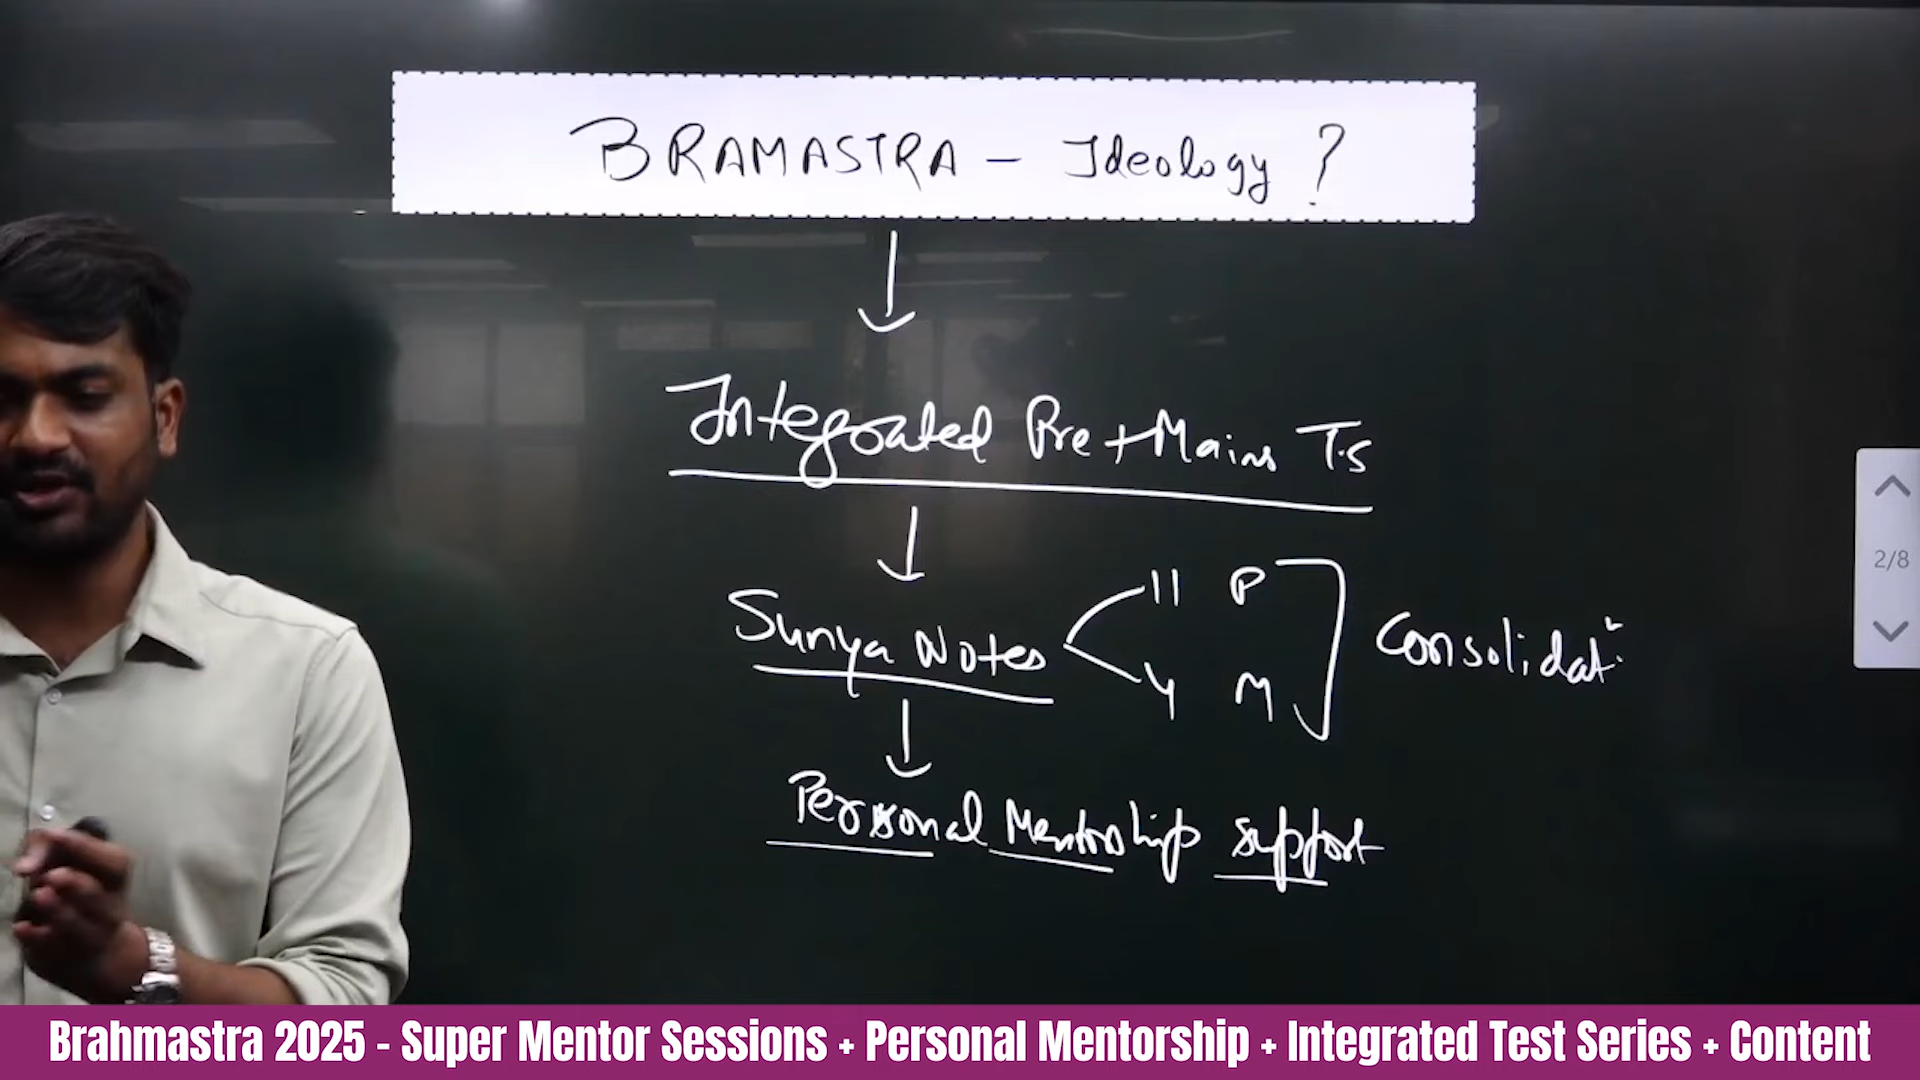 BRAMASTRA - Ideology ?
Integrated Pre + Mains T.S
Sunya Notes
11 P
4 M
Consolidati
Personal Mentorship support
2/8
Brahmastra 2025 - Super Mentor Sessions + Personal Mentorship + Integrated Test Series + Content